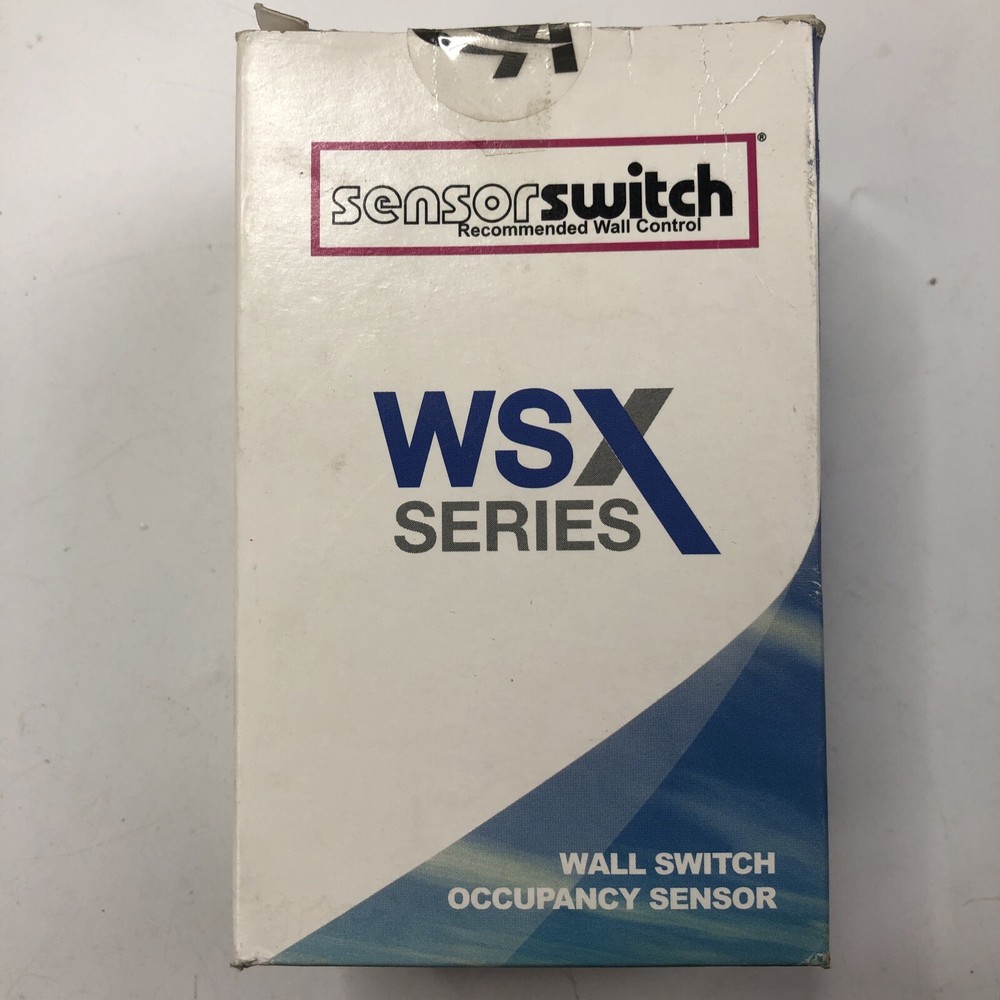 sensorswitch®
Recommended Wall Control
WSX
SERIES
WALL SWITCH
OCCUPANCY SENSOR